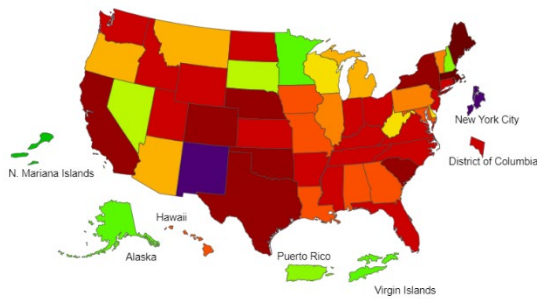 New York City
District of Columbia
N. Mariana Islands
Hawaii
Alaska
Puerto Rico
Virgin Islands